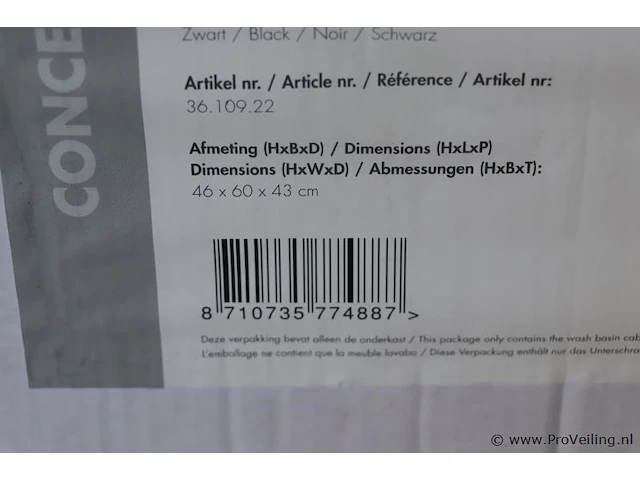 CONCE
Zwart / Black / Noir / Schwarz
Artikel nr. / Article nr. / Référence / Artikel nr:
36.109.22
Afmeting (HxBxD) / Dimensions (HxLxP)
Dimensions (HxWxD) / Abmessungen (HxBxT):
46 x 60 x 43 cm
8 710735 774887 >
Deze verpakking bevat alleen de onderkast / This package only contains the wash basin cab
L'emballage ne contient que la meuble lavabo / Diese Verpackung enthält nur das Unterschra
© www.ProVeiling.nl